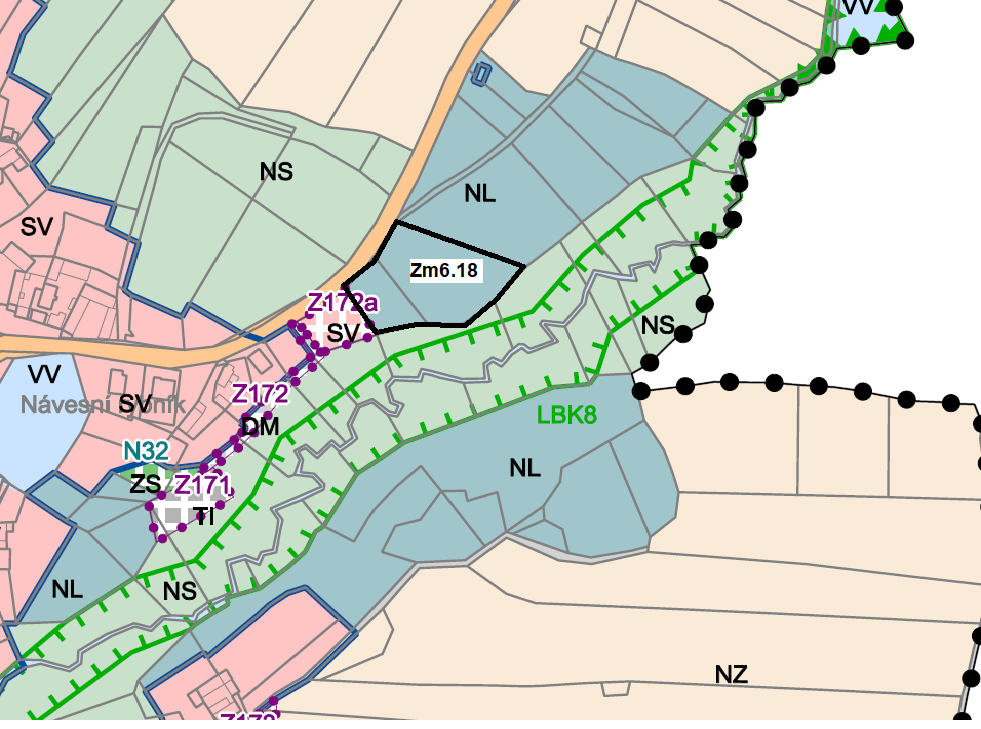 VV
NS
NL
SV
Zm6.18
Z172a
SV
NS
VV
Návesní rybník
SV
Z172
LBK8
DM
N32
NL
ZS
Z171
TI
NL
NS
NZ